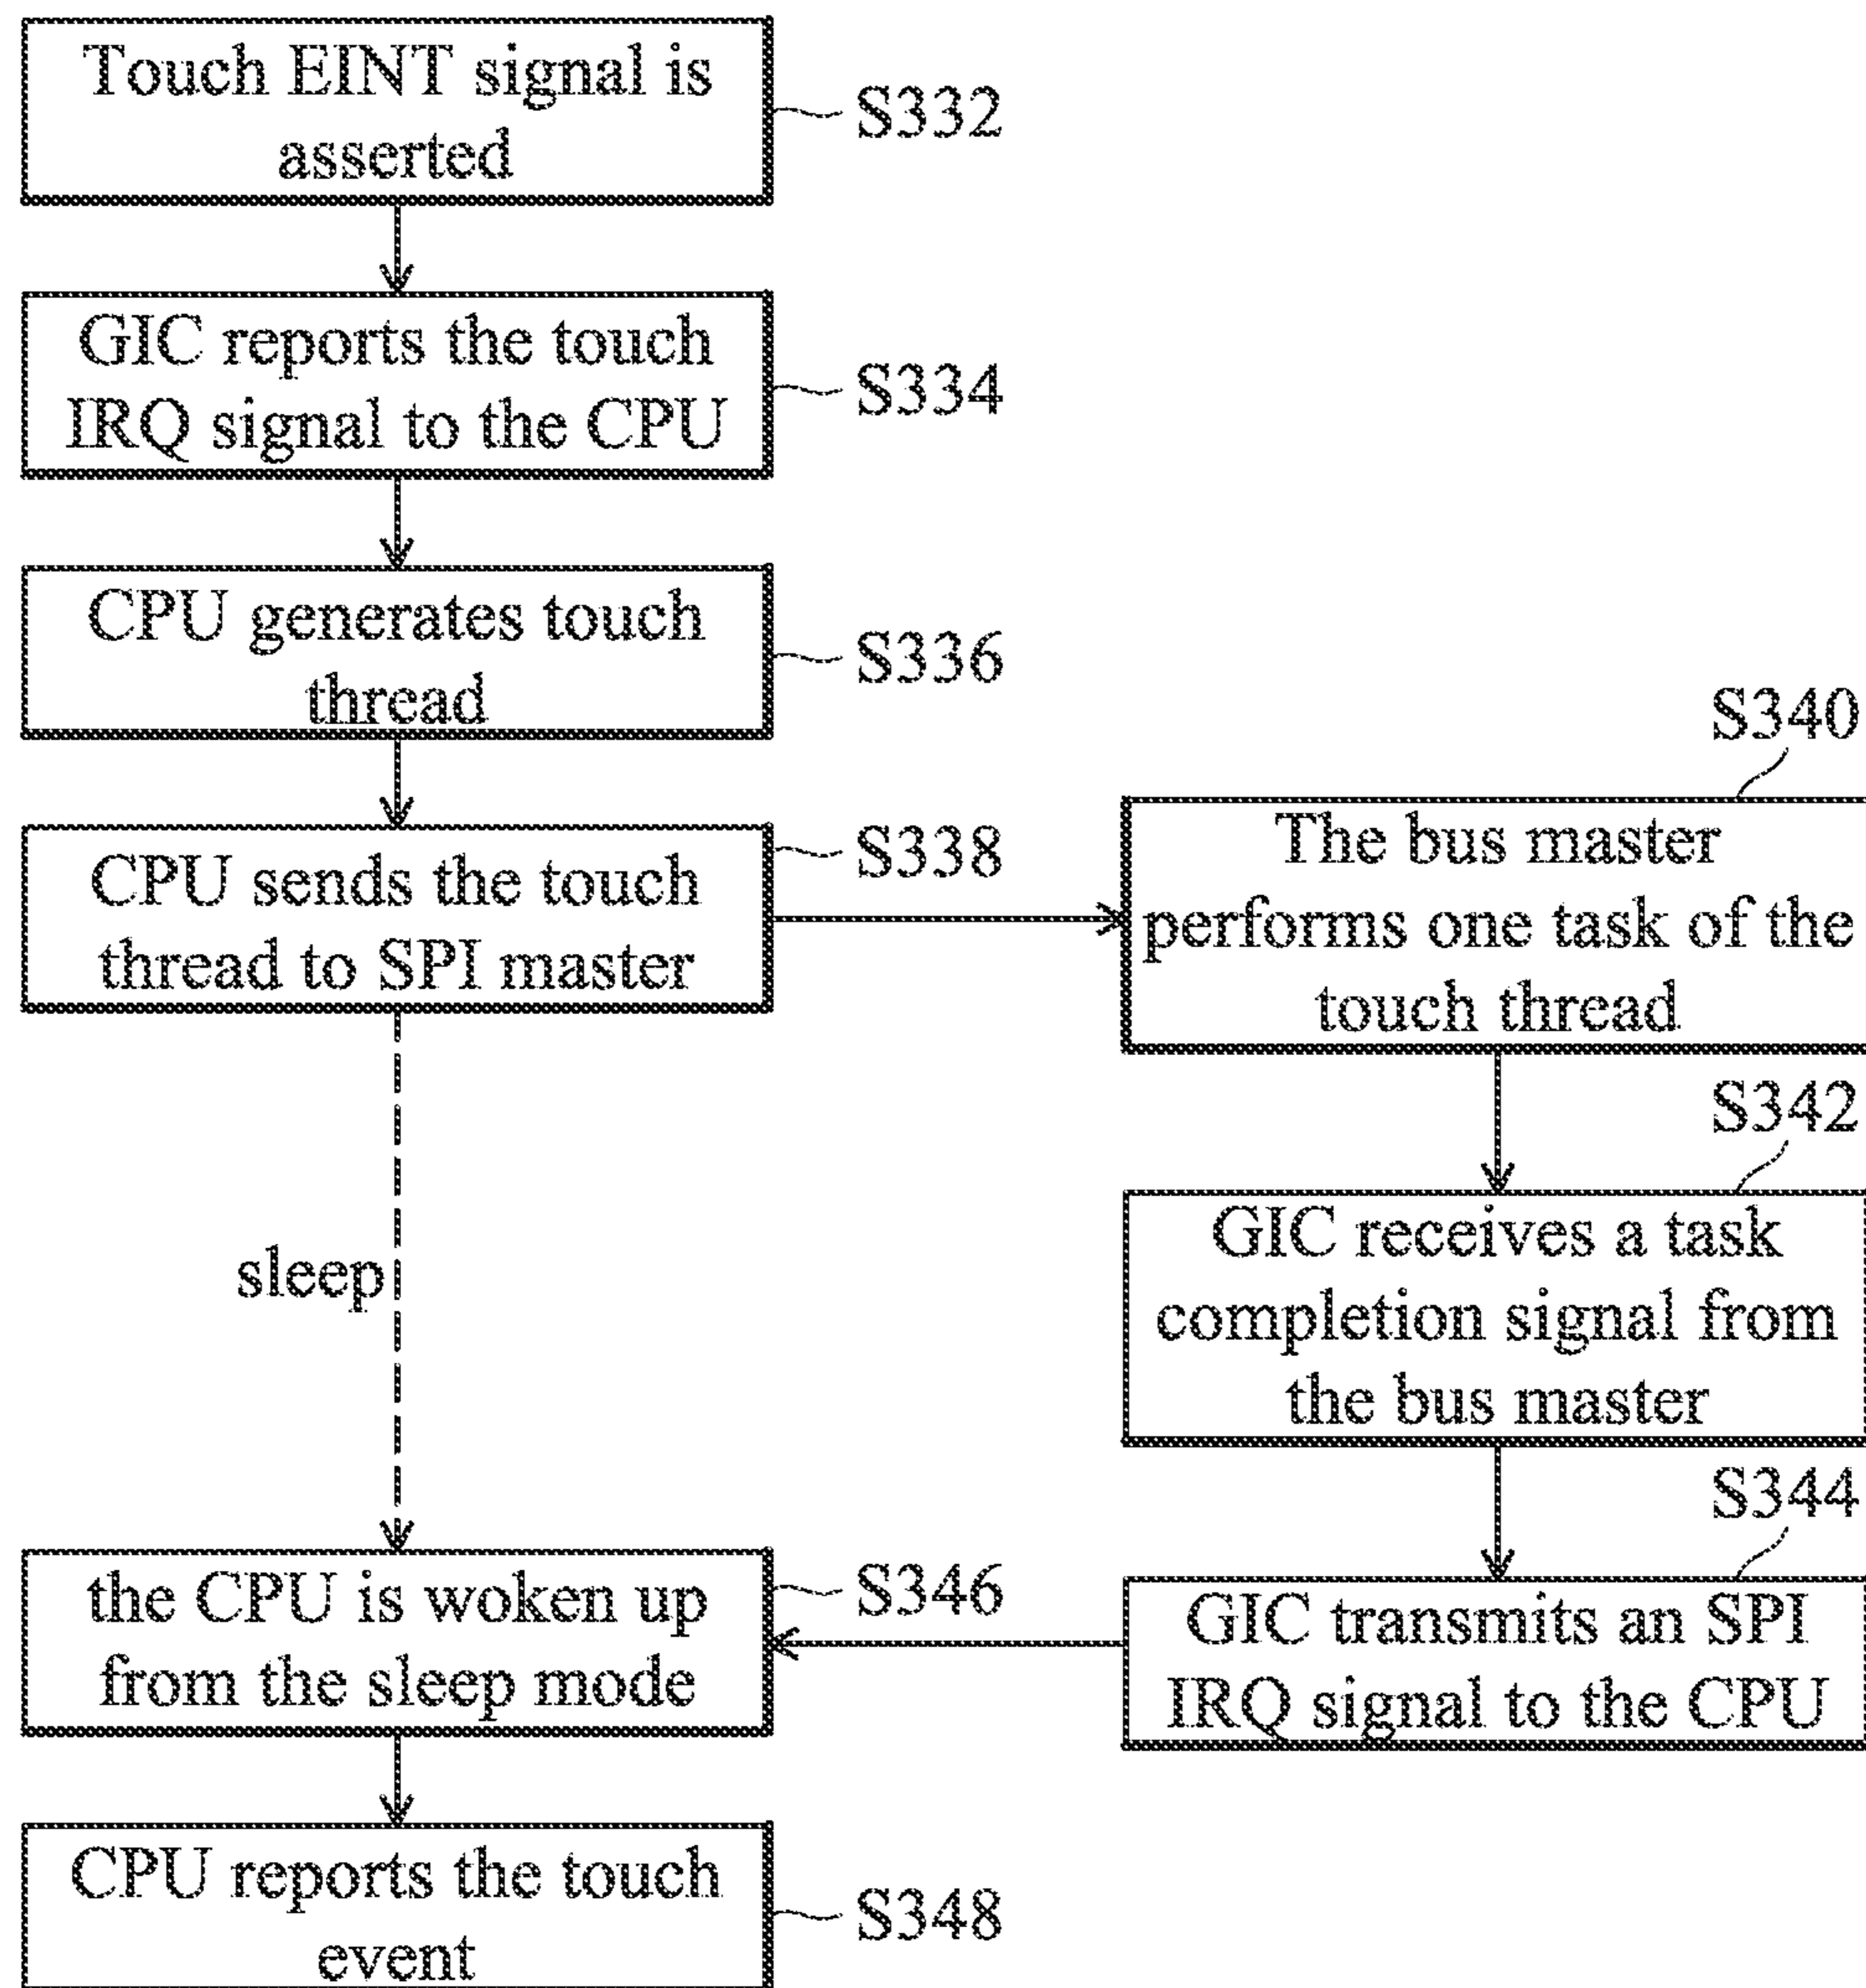 Touch EINT signal is
asserted
S332
GIC reports the touch
IRQ signal to the CPU
S334
CPU generates touch
thread
S336
CPU sends the touch
thread to SPI master
S338
S340
The bus master
performs one task of the
touch thread
S342
GIC receives a task
completion signal from
the bus master
sleep
S344
GIC transmits an SPI
IRQ signal to the CPU
the CPU is woken up
from the sleep mode
S346
CPU reports the touch
event
S348